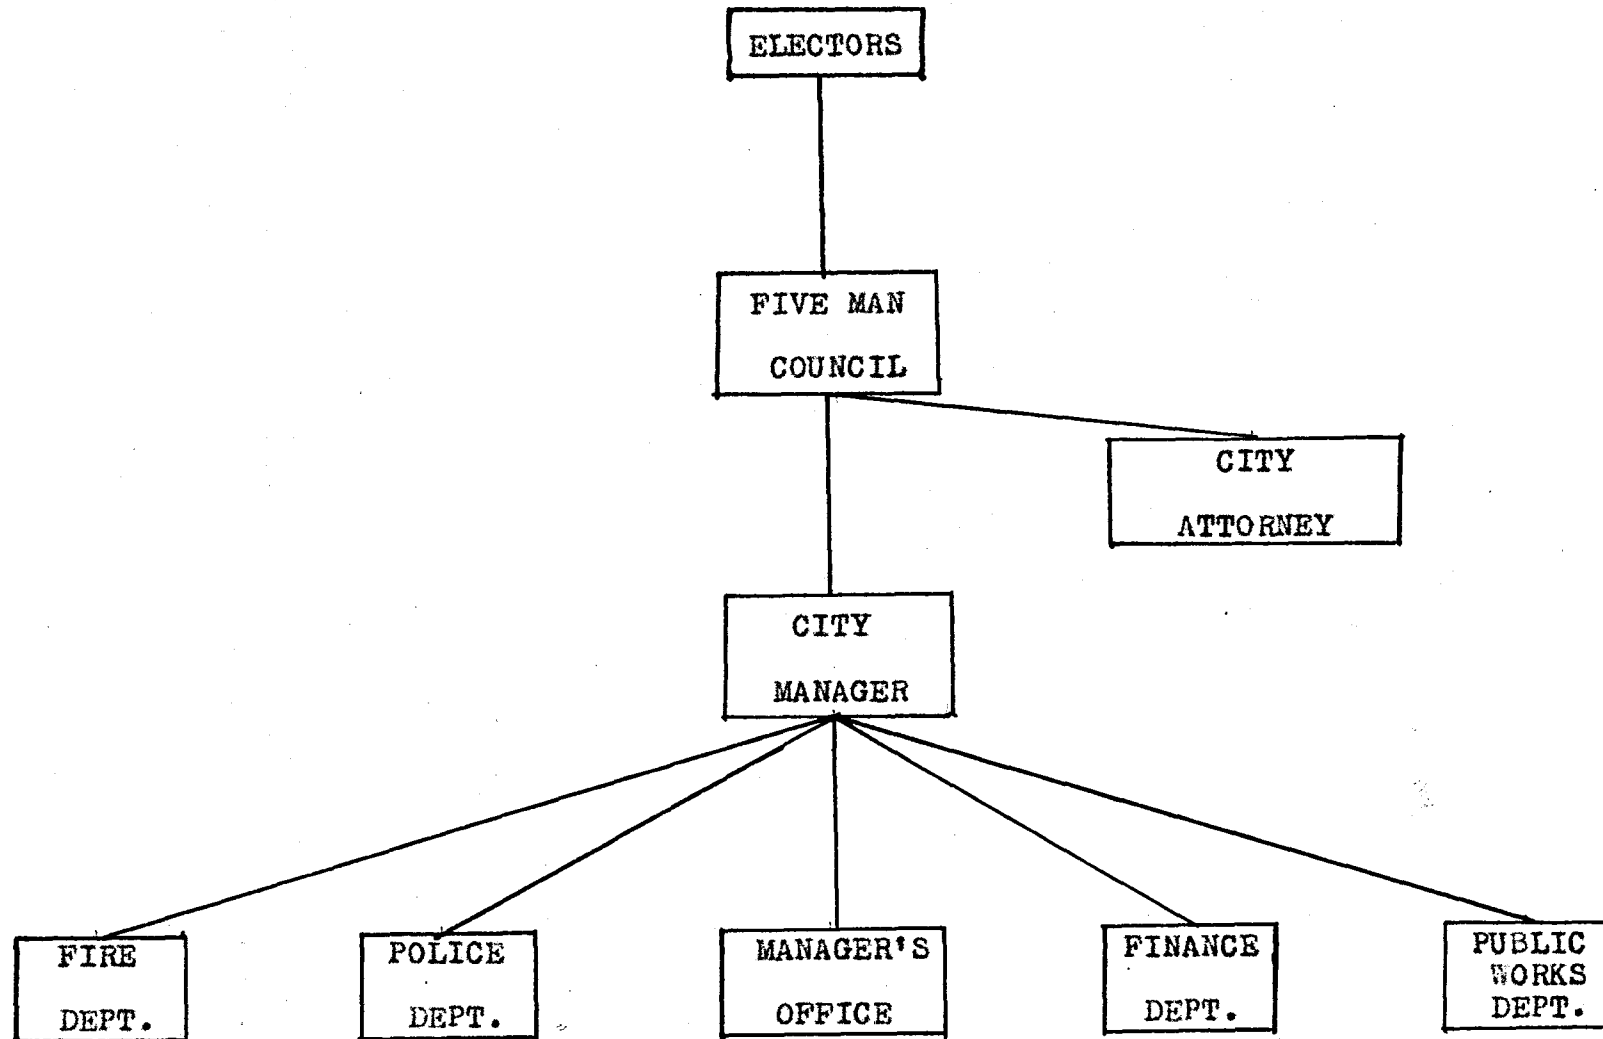 ELECTORS
FIVE MAN
COUNCIL
CITY
ATTORNEY
CITY
MANAGER
FIRE
DEPT.
POLICE
DEPT.
MANAGER'S
OFFICE
FINANCE
DEPT.
PUBLIC
WORKS
DEPT.